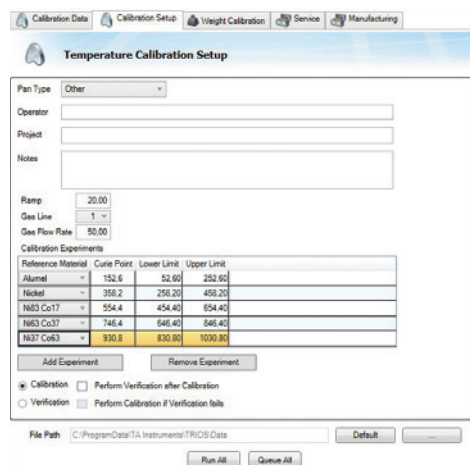 Calibration Data Calibration Setup Weight Calibration Service Manufacturing
Temperature Calibration Setup
Pan Type Other
Operator
Project
Notes
Ramp 20,00
Gas Line 1
Gas Flow Rate 50,00
Calibration Experiments
Reference Material Curie Point Lower Limit Upper Limit
Alumel 152,6 52,60 252,60
Nickel 358,2 258,20 458,20
Ni83 Co17 554,4 454,40 654,40
Ni63 Co37 746,4 646,40 846,40
Ni37 Co63 930,8 830,80 1030,80
Add Experiment Remove Experiment
Calibration Perform Verification after Calibration
Verification Perform Calibration if Verification fails
File Path C:\ProgramData\TA Instruments\TRIOS\Data Default ...
Run All Queue All